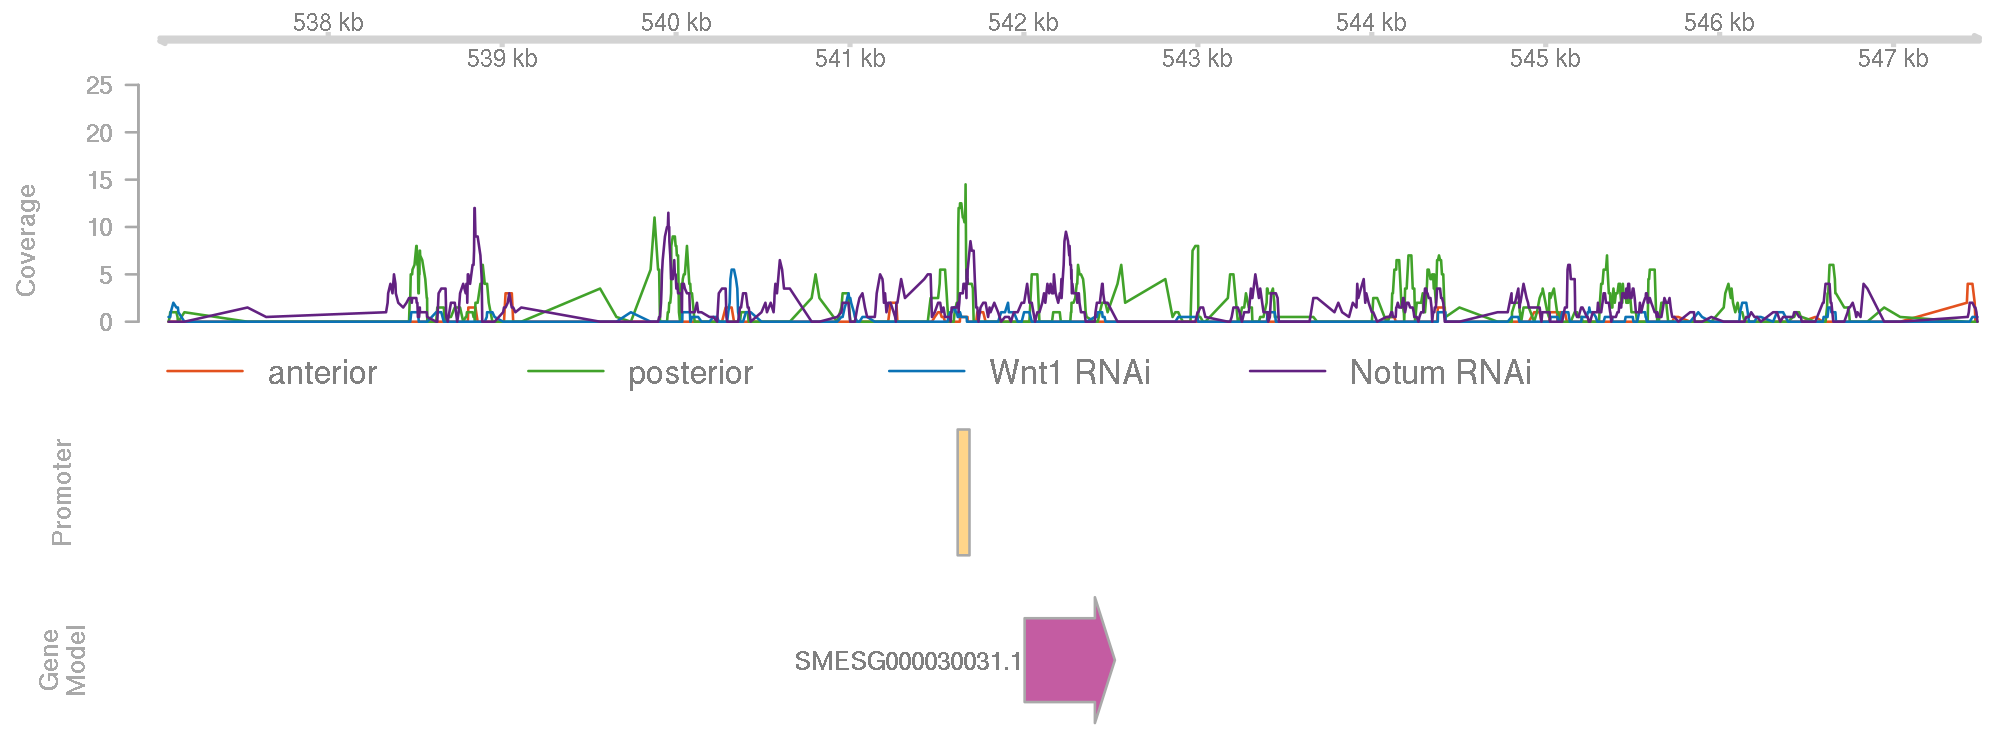 538 kb 540 kb 542 kb 544 kb 546 kb
539 kb 541 kb 543 kb 545 kb 547 kb
25
20
15
10
5
0
Coverage
anterior posterior Wnt1 RNAi Notum RNAi
Promoter
Gene
Model
SMESG000030031.1